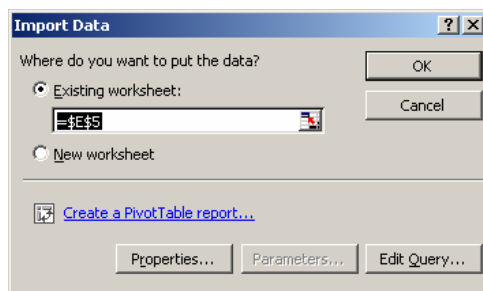 Import Data
Where do you want to put the data?
OK
Existing worksheet:
Cancel
=$E$5
New worksheet
Create a PivotTable report...
Properties...
Parameters...
Edit Query...